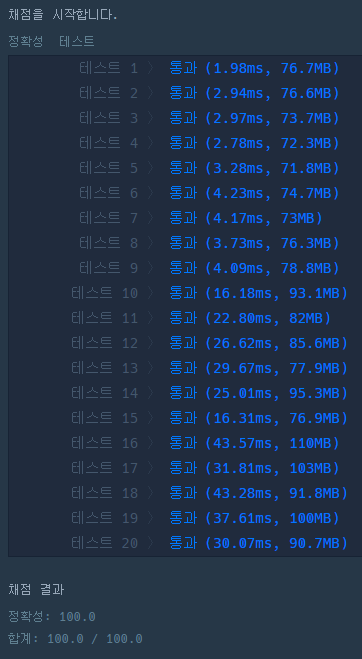 채점을 시작합니다.
정확성 테스트
테스트 1 〉 통과 (1.98ms, 76.7MB)
테스트 2 〉 통과 (2.94ms, 76.6MB)
테스트 3 〉 통과 (2.97ms, 73.7MB)
테스트 4 〉 통과 (2.78ms, 72.3MB)
테스트 5 〉 통과 (3.28ms, 71.8MB)
테스트 6 〉 통과 (4.23ms, 74.7MB)
테스트 7 〉 통과 (4.17ms, 73MB)
테스트 8 〉 통과 (3.73ms, 76.3MB)
테스트 9 〉 통과 (4.09ms, 78.8MB)
테스트 10 〉 통과 (16.18ms, 93.1MB)
테스트 11 〉 통과 (22.80ms, 82MB)
테스트 12 〉 통과 (26.62ms, 85.6MB)
테스트 13 〉 통과 (29.67ms, 77.9MB)
테스트 14 〉 통과 (25.01ms, 95.3MB)
테스트 15 〉 통과 (16.31ms, 76.9MB)
테스트 16 〉 통과 (43.57ms, 110MB)
테스트 17 〉 통과 (31.81ms, 103MB)
테스트 18 〉 통과 (43.28ms, 91.8MB)
테스트 19 〉 통과 (37.61ms, 100MB)
테스트 20 〉 통과 (30.07ms, 90.7MB)
채점 결과
정확성: 100.0
합계: 100.0 / 100.0